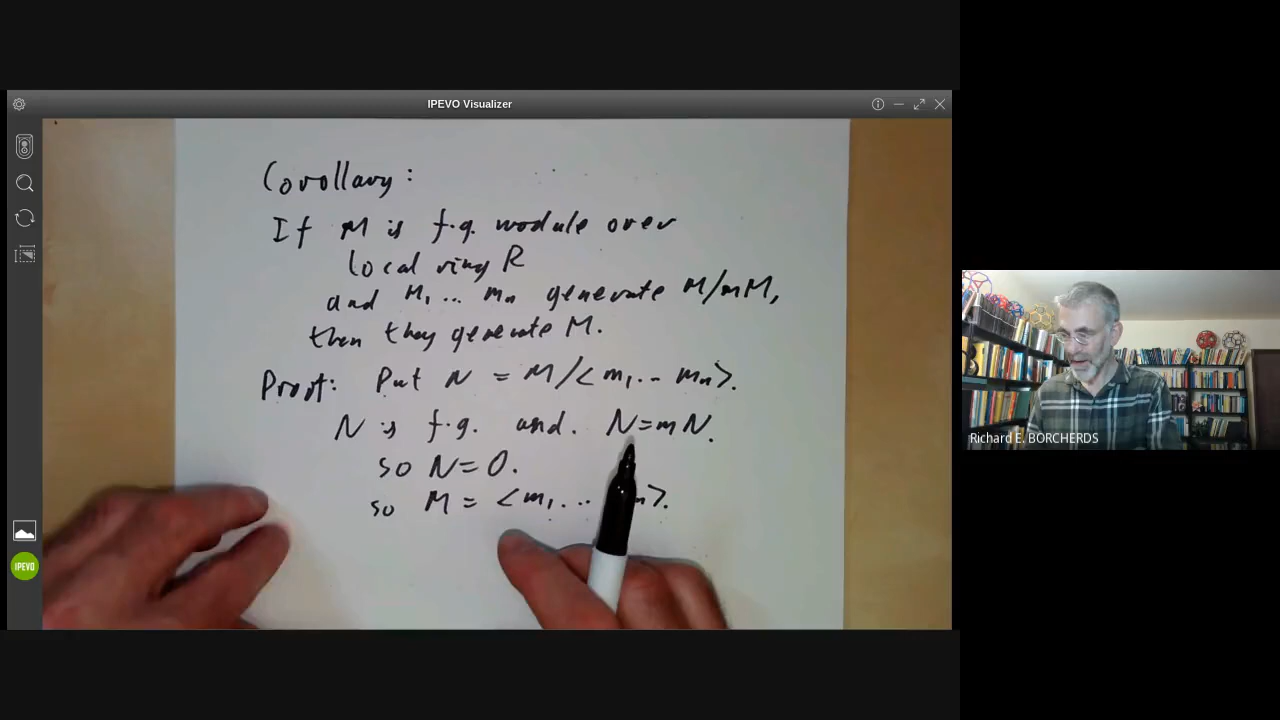 IPEVO Visualizer
Corollary:
If M is f.g. module over
local ring R
and m₁ ... mₙ generate M/mM,
then they generate M.
Proof: Put N = M/<m₁ ... mₙ>.
N is f.g. and. N=mN.
so N=0.
so M = <m₁ ... ₙ>.
IPEVO
Richard E. BORCHERDS